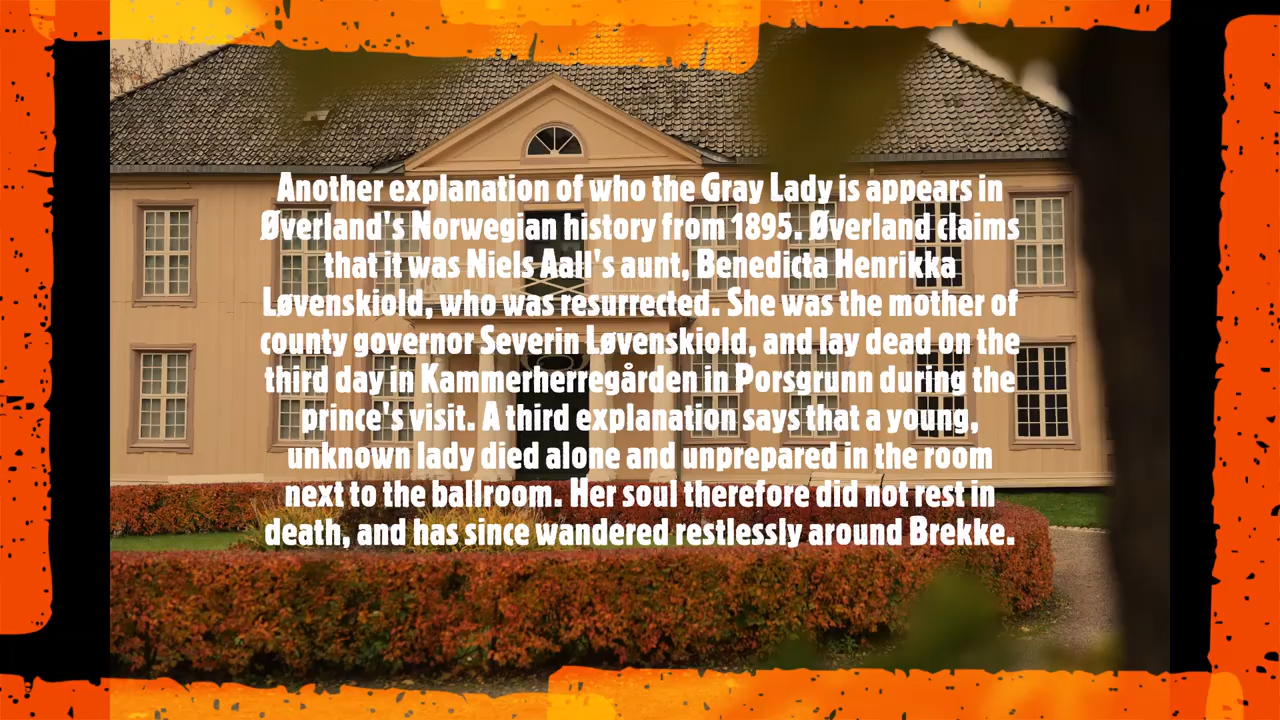 Another explanation of who the Gray Lady is appears in
Øverland's Norwegian history from 1895. Øverland claims
that it was Niels Aall's aunt, Benedicta Henrikka
Løvenskiold, who was resurrected. She was the mother of
county governor Severin Løvenskiold, and lay dead on the
third day in Kammerherregården in Porsgrunn during the
prince's visit. A third explanation says that a young,
unknown lady died alone and unprepared in the room
next to the ballroom. Her soul therefore did not rest in
death, and has since wandered restlessly around Brekke.